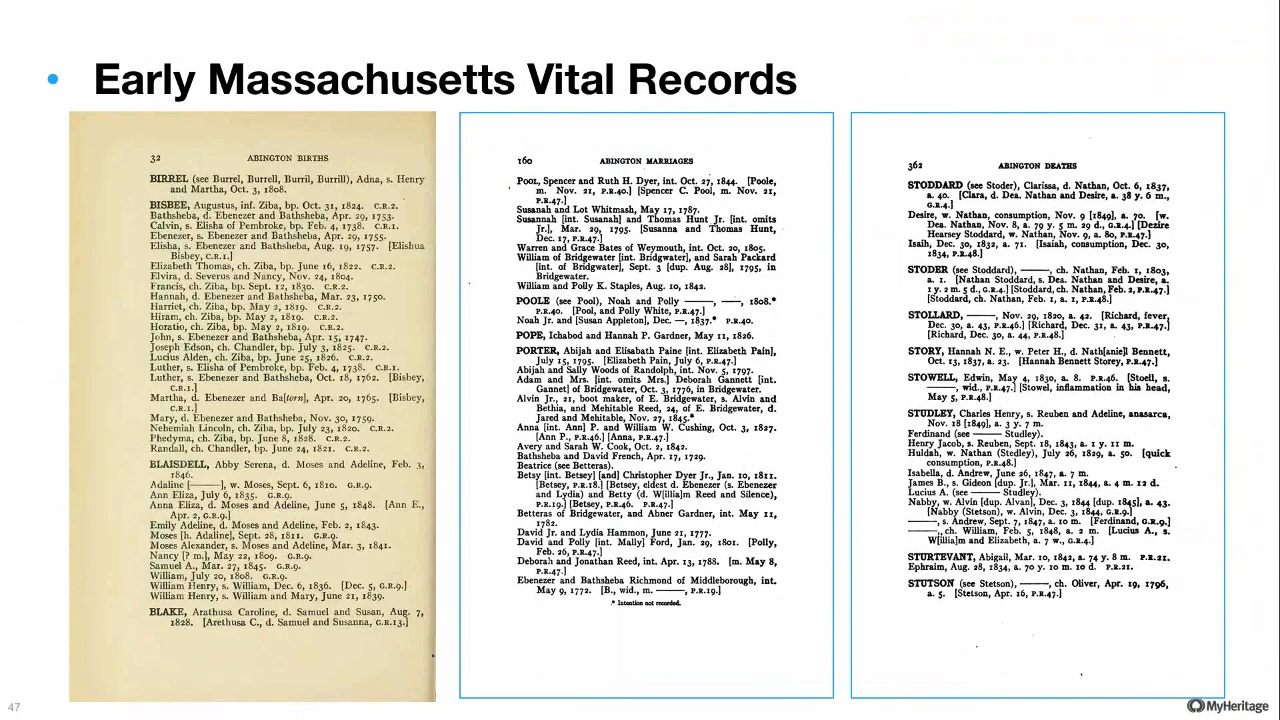 • Early Massachusetts Vital Records
32 ABINGTON BIRTHS
BIRREL (see Burrel, Burrell, Burril, Burrill), Adna, s. Henry
and Martha, Oct. 3, 1808.
BISBEE, Augustus, inf. Ziba, bp. Oct. 31, 1824. C.R.2.
Bathsheba, d. Ebenezer and Bathsheba, Apr. 29, 1753.
Calvin, s. Elisha of Pembroke, bp. Feb. 4, 1738. C.R.1.
Ebenezer, s. Ebenezer and Bathsheba, Apr. 29, 1755.
Elisha, s. Ebenezer and Bathsheba, Aug. 19, 1757. [Elishua
Bisbey, C.R.1.]
Elizabeth Thomas, ch. Ziba, bp. June 16, 1822. C.R.2.
Elvira, d. Severus and Nancy, Nov. 24, 1804.
Francis, ch. Ziba, bp. Sept. 12, 1830. C.R.2.
Hannah, d. Ebenezer and Bathsheba, Mar. 23, 1750.
Harriet, ch. Ziba, bp. May 2, 1819. C.R.2.
Hiram, ch. Ziba, bp. May 2, 1819. C.R.2.
Horatio, ch. Ziba, bp. May 2, 1819. C.R.2.
John, s. Ebenezer and Bathsheba, Apr. 15, 1747.
Joseph Edson, ch. Chandler, bp. July 3, 1825. C.R.2.
Lucius Alden, ch. Ziba, bp. June 25, 1826. C.R.2.
Luther, s. Elisha of Pembroke, bp. Feb. 4, 1738. C.R.1.
Luther, s. Ebenezer and Bathsheba, Oct. 18, 1762. [Bisbey,
C.R.1.]
Martha, d. Ebenezer and Ba[torn], Apr. 20, 1765. [Bisbey,
C.R.1.]
Mary, d. Ebenezer and Bathsheba, Nov. 30, 1759.
Nehemiah Lincoln, ch. Ziba, bp. July 23, 1820. C.R.2.
Phedyma, ch. Ziba, bp. June 8, 1828. C.R.2.
Randall, ch. Chandler, bp. June 24, 1821. C.R.2.
BLAISDELL, Abby Serena, d. Moses and Adeline, Feb. 3,
1846.
Adaline [———], w. Moses, Sept. 6, 1810. G.R.9.
Ann Eliza, July 6, 1835. G.R.9.
Anna Eliza, d. Moses and Adeline, June 5, 1848. [Ann E.,
Apr. 2, G.R.9.]
Emily Adeline, d. Moses and Adeline, Feb. 2, 1843.
Moses [h. Adaline], Sept. 28, 1811. G.R.9.
Moses Alexander, s. Moses and Adeline, Mar. 3, 1841.
Nancy [? m.], May 22, 1809. G.R.9.
Samuel A., Mar. 27, 1845. G.R.9.
William, July 20, 1808. G.R.9.
William Henry, s. William, Dec. 6, 1836. [Dec. 5, G.R.9.]
William Henry, s. William and Mary, June 21, 1839.
BLAKE, Arathusa Caroline, d. Samuel and Susan, Aug. 7,
1828. [Arethusa C., d. Samuel and Susanna, G.R.13.]
160 ABINGTON MARRIAGES
POOL, Spencer and Ruth H. Dyer, int. Oct. 27, 1844. [Poole,
m. Nov. 21, P.R.40.] [Spencer C. Pool, m. Nov. 21,
P.R.47.]
Susanah and Lot Whitmash, May 17, 1787.
Susannah [int. Susanah] and Thomas Hunt Jr. [int. omits
Jr.], Mar. 29, 1795. [Susanna and Thomas Hunt,
Dec. 17, P.R.47.]
Warren and Grace Bates of Weymouth, int. Oct. 20, 1805.
William of Bridgewater [int. Bridgwater], and Sarah Packard
[int. of Bridgwater], Sept. 3 [dup. Aug. 28], 1795, in
Bridgewater.
William and Polly K. Staples, Aug. 10, 1842.
POOLE (see Pool), Noah and Polly ———, —, 1808.*
P.R.40. [Pool, and Polly White, P.R.47.]
Noah Jr. and [Susan Appleton], Dec. —, 1837.* P.R.40.
POPE, Ichabod and Hannah P. Gardner, May 11, 1826.
PORTER, Abijah and Elisabath Paine [int. Elizabeth Pain],
July 15, 1795. [Elizabeth Pain, July 6, P.R.47.]
Abijah and Sally Woods of Randolph, int. Nov. 5, 1797.
Adam and Mrs. [int. omits Mrs.] Deborah Gannett [int.
Gannet] of Bridgewater, Oct. 3, 1776, in Bridgewater.
Alvin Jr., 21, boot maker, of E. Bridgewater, s. Alvin and
Bethia, and Mehitable Reed, 24, of E. Bridgewater, d.
Jared and Mehitable, Nov. 27, 1845.*
Anna [int. Ann] P. and William W. Cushing, Oct. 3, 1827.
[Ann P., P.R.46.] [Anna, P.R.47.]
Avery and Sarah W. Cook, Oct. 2, 1842.
Bathsheba and David French, Apr. 17, 1729.
Beatrice (see Betteras).
Betsy [int. Betsey] [and] Christopher Dyer Jr., Jan. 10, 1811.
[Betsey, P.R.18.] [Betsey, eldest d. Ebenezer (s. Ebenezer
and Lydia) and Betty (d. W[illia]m Reed and Silence),
P.R.19.] [Betsey, P.R.46. P.R.47.]
Betteras of Bridgewater, and Abner Gardner, int. May 11,
1782.
David Jr. and Lydia Hammon, June 21, 1777.
David and Polly [int. Mally] Ford, Jan. 29, 1801. [Polly,
Feb. 26, P.R.47.]
Deborah and Jonathan Reed, int. Apr. 13, 1788. [m. May 8,
P.R.47.]
Ebenezer and Bathsheba Richmond of Middleborough, int.
May 9, 1772. [B., wid., m. ———, P.R.19.]
* Intention not recorded.
362 ABINGTON DEATHS
STODDARD (see Stoder), Clarissa, d. Nathan, Oct. 6, 1837,
a. 40. [Clara, d. Dea. Nathan and Desire, a. 38 y. 6 m.,
G.R.4.]
Desire, w. Nathan, consumption, Nov. 9 [1849], a. 70. [w.
Dea. Nathan, Nov. 8, a. 79 y. 5 m. 29 d., G.R.4.] [Dezire
Hearsey Stoddard, w. Nathan, Nov. 9, a. 80, P.R.47.]
Isaih, Dec. 30, 1832, a. 71. [Isaiah, consumption, Dec. 30,
1834, P.R.48.]
STODER (see Stoddard), ———, ch. Nathan, Feb. 1, 1803,
a. 1. [Nathan Stoddard, s. Dea. Nathan and Desire, a.
1 y. 2 m. 5 d., G.R.4.] [Stoddard, ch. Nathan, Feb. 2, P.R.47.]
[Stoddard, ch. Nathan, Feb. 1, a. 1, P.R.48.]
STOLLARD, ———, Nov. 29, 1820, a. 42. [Richard, fever,
Dec. 30, a. 43, P.R.46.] [Richard, Dec. 31, a. 43, P.R.47.]
[Richard, Dec. 30, a. 44, P.R.48.]
STORY, Hannah N. E., w. Peter H., d. Nath[anie]l Bennett,
Oct. 13, 1837, a. 23. [Hannah Bennett Storey, P.R.47.]
STOWELL, Edwin, May 4, 1830, a. 8. P.R.46. [Stoell, s.
———, wid., P.R.47.] [Stowel, inflammation in his head,
May 5, P.R.48.]
STUDLEY, Charles Henry, s. Reuben and Adeline, anasarca,
Nov. 18 [1849], a. 3 y. 7 m.
Ferdinand (see ——— Studley).
Henry Jacob, s. Reuben, Sept. 18, 1843, a. 1 y. 11 m.
Huldah, w. Nathan (Stedley), July 26, 1829, a. 50. [quick
consumption, P.R.48.]
Isabella, d. Andrew, June 26, 1847, a. 7 m.
James B., s. Gideon [dup. Jr.], Mar. 11, 1844, a. 4 m. 12 d.
Lucius A. (see ——— Studley).
Nabby, w. Alvin [dup. Alvan], Dec. 3, 1844 [dup. 1845], a. 43.
[Nabby (Stetson), w. Alvin, Dec. 3, 1844, G.R.9.]
———, s. Andrew, Sept. 7, 1847, a. 10 m. [Ferdinand, G.R.9.]
———, ch. William, Feb. 5, 1848, a. 2 m. [Lucius A., s.
W[illia]m and Elizabeth, a. 7 w., G.R.4.]
STURTEVANT, Abigail, Mar. 10, 1842, a. 74 y. 8 m. P.R.21.
Ephraim, Aug. 28, 1834, a. 70 y. 10 m. 10 d. P.R.21.
STUTSON (see Stetson), ———, ch. Oliver, Apr. 19, 1796,
a. 5. [Stetson, Apr. 16, P.R.47.]
47
MyHeritage